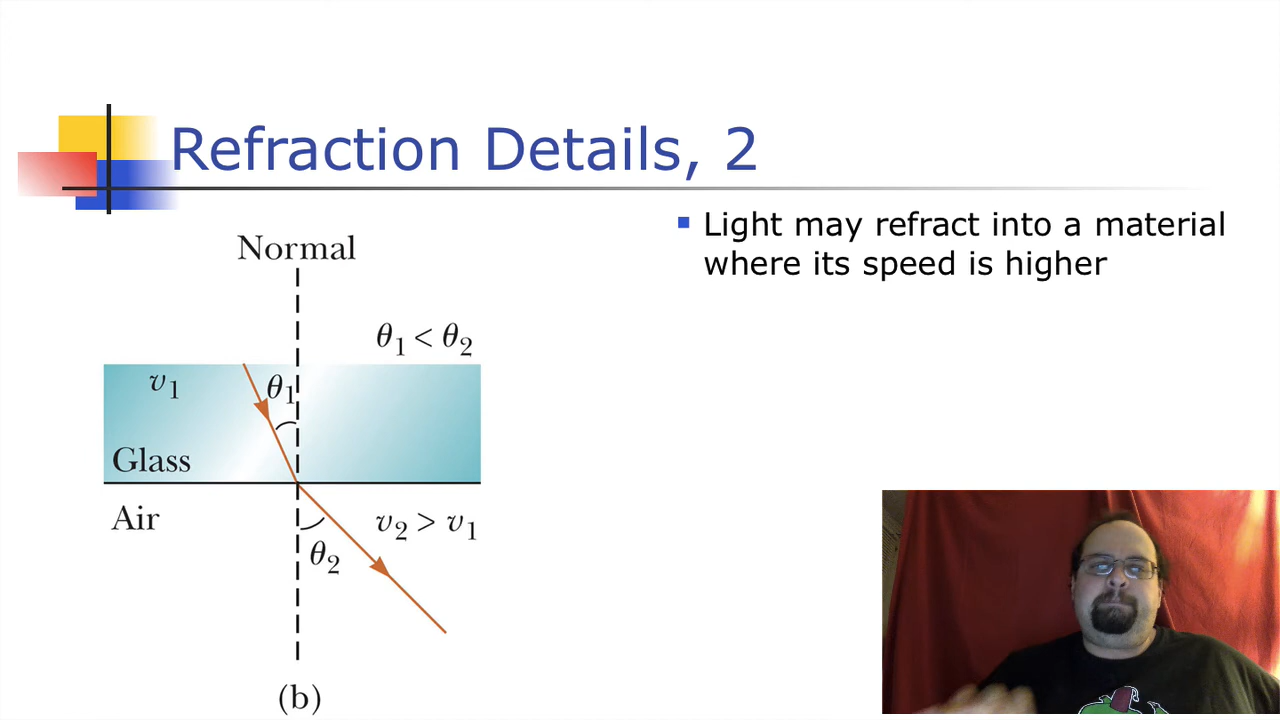 Refraction Details, 2
Normal
θ1 < θ2
v1
θ1
Glass
Air
v2 > v1
θ2
(b)
▪ Light may refract into a material
where its speed is higher